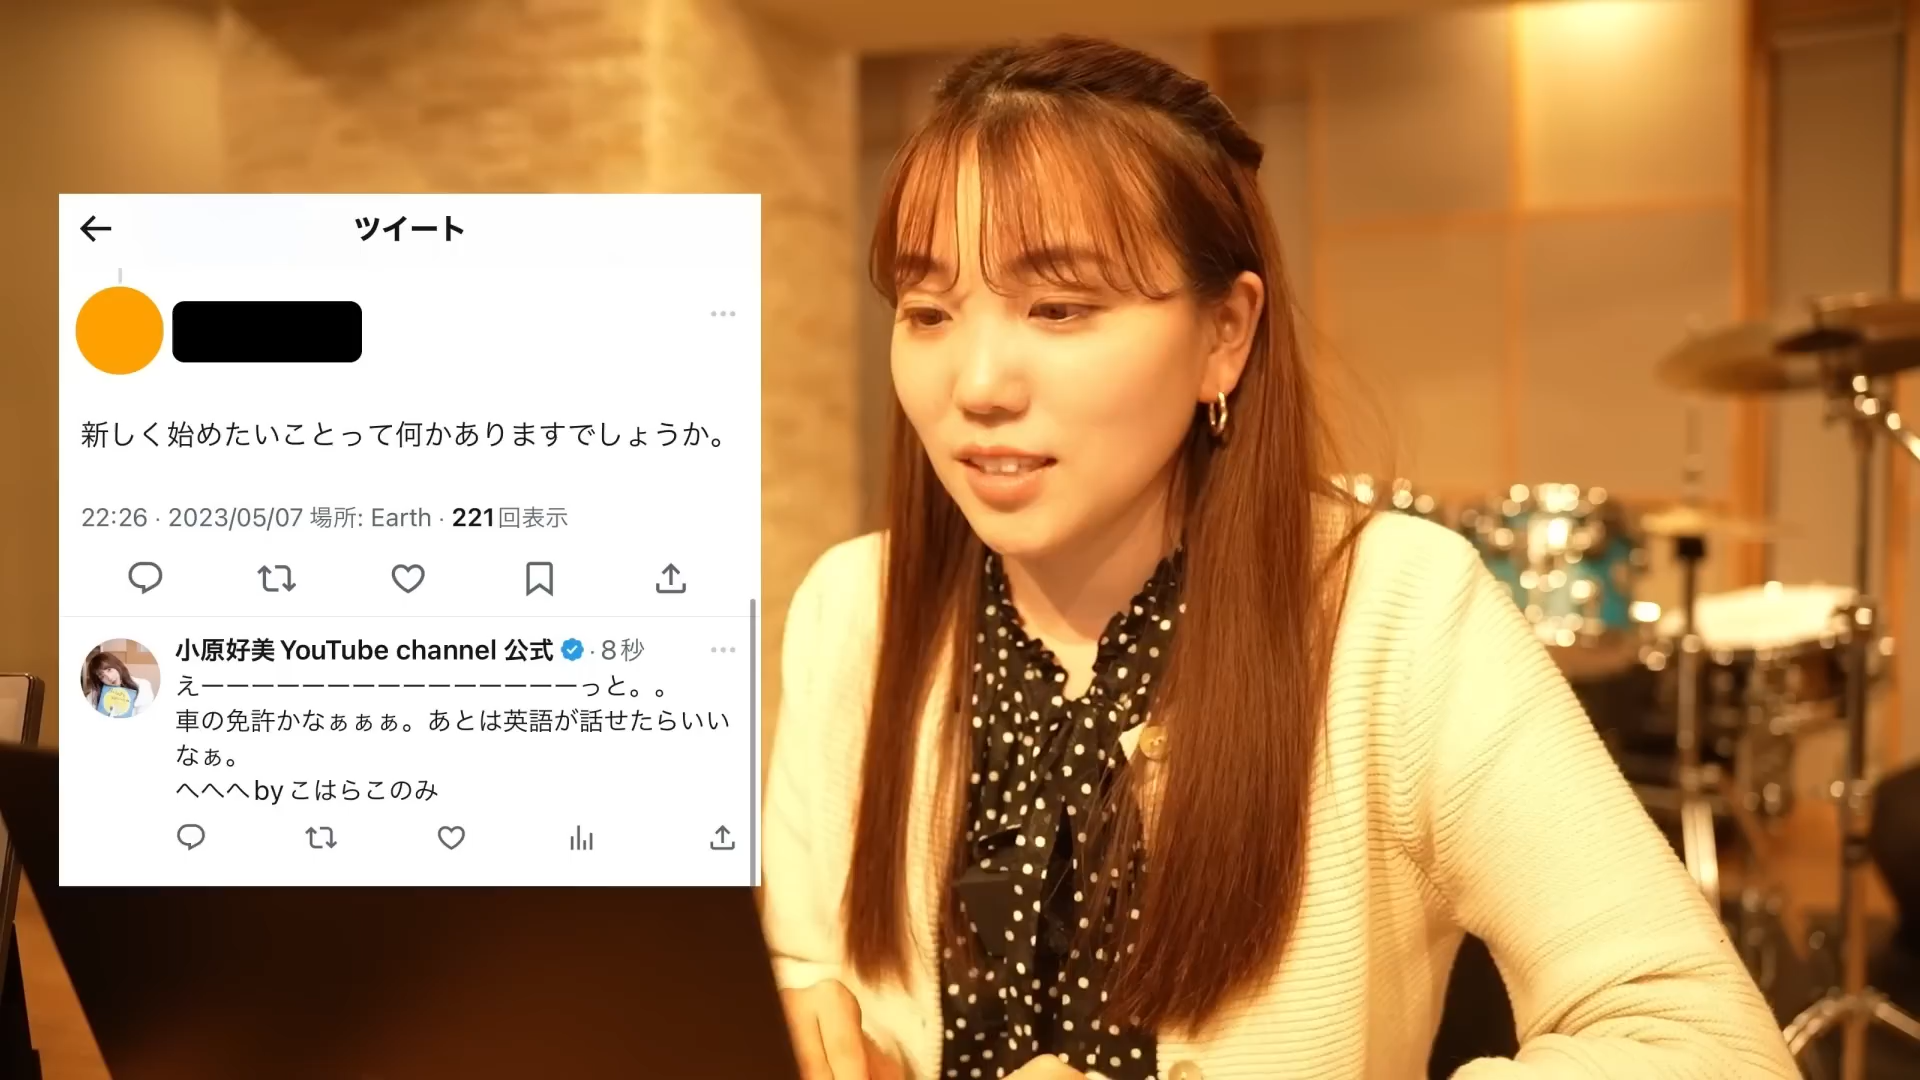 ツイート
新しく始めたいことって何かありますでしょうか。
22:26 · 2023/05/07 場所: Earth · 221回表示
小原好美 YouTube channel 公式 · 8秒
えーーーーーーーーーーーーーーーっと。。
車の免許かなぁぁぁ。あとは英語が話せたらいい
なぁ。
へへへby こはらこのみ